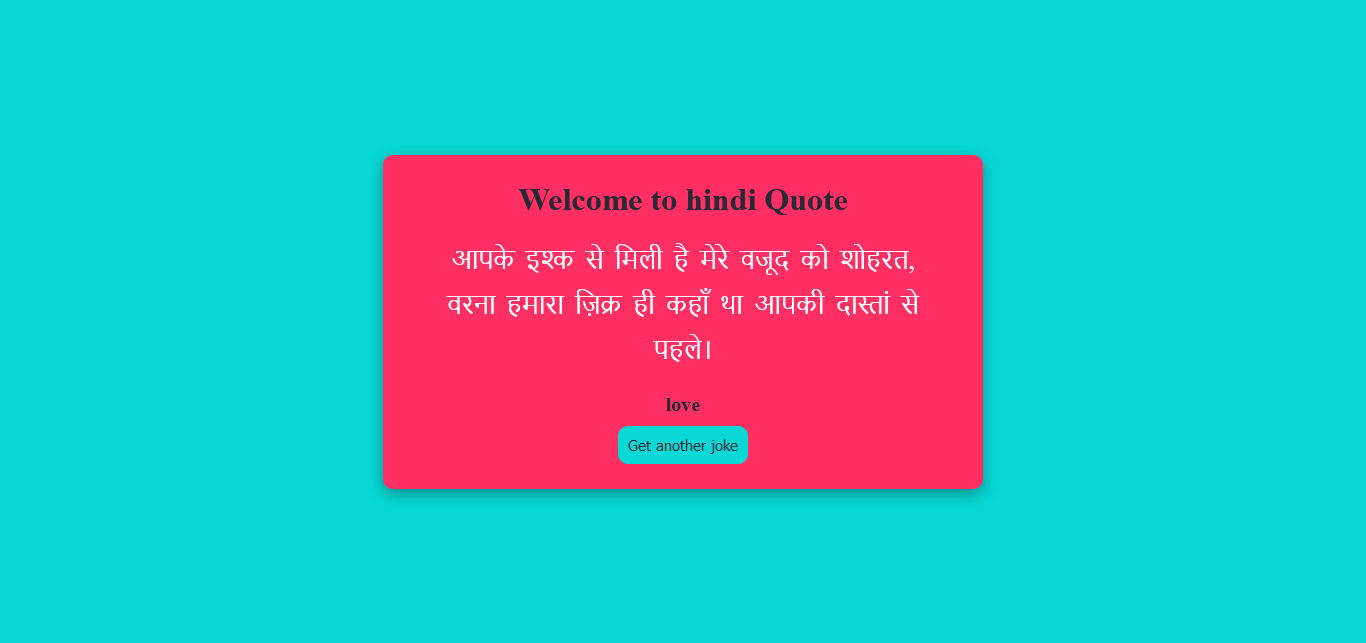 Welcome to hindi Quote
आपके इश्क से मिली है मेरे वजूद को शोहरत,
वरना हमारा ज़िक्र ही कहाँ था आपकी दास्तां से
पहले।
love
Get another joke